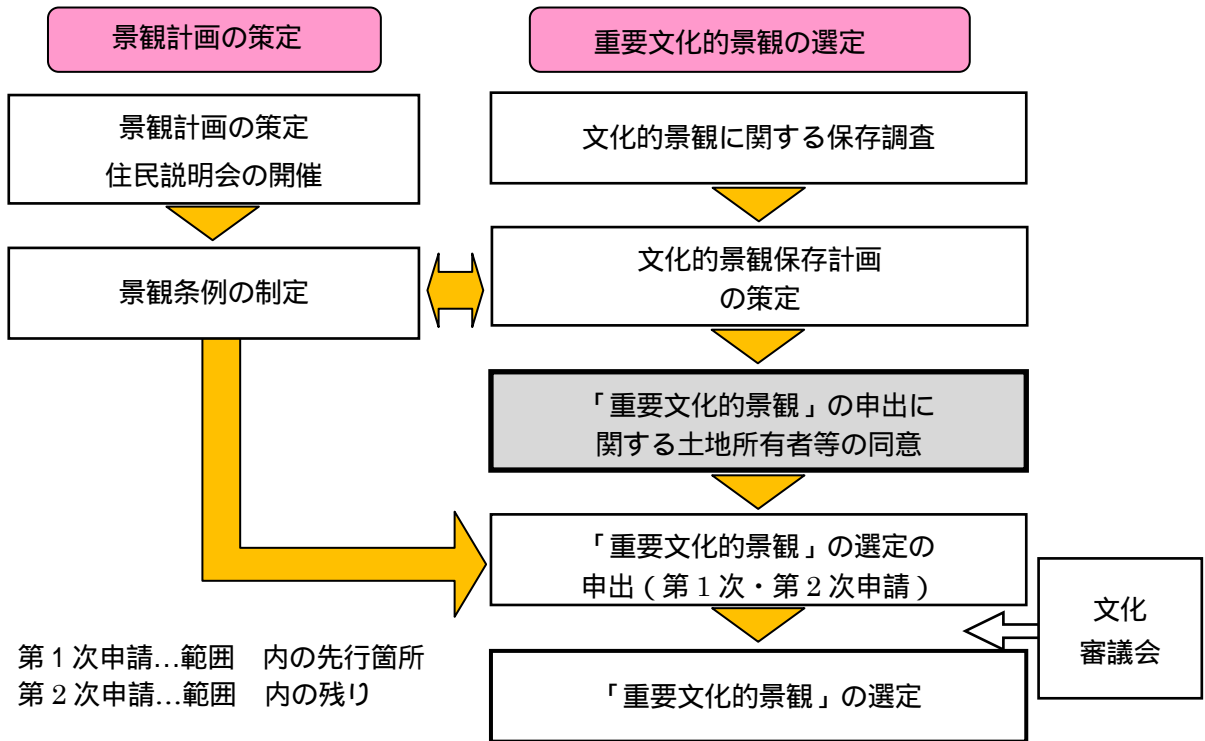 景観計画の策定
重要文化的景観の選定
景観計画の策定
住民説明会の開催
景観条例の制定
文化的景観に関する保存調査
文化的景観保存計画
の策定
「重要文化的景観」の申出に
関する土地所有者等の同意
「重要文化的景観」の選定の
申出(第1次・第2次申請)
文化
審議会
「重要文化的景観」の選定
第1次申請…範囲　内の先行箇所
第2次申請…範囲　内の残り